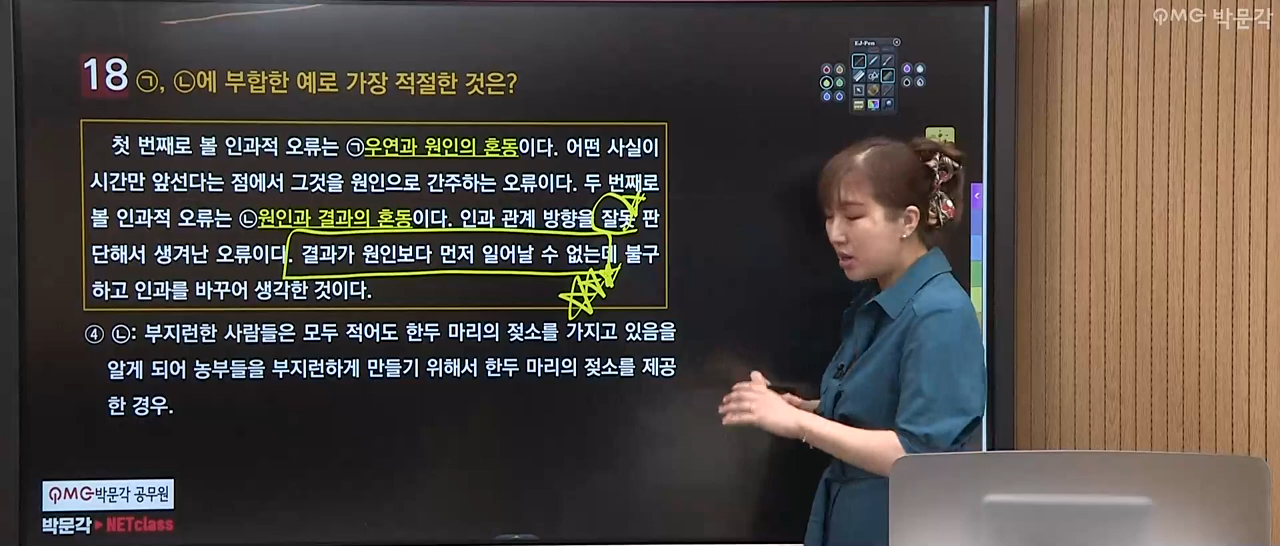 QMG 박문각
EJ-Pen
18 ㉠, ㉡에 부합한 예로 가장 적절한 것은?
첫 번째로 볼 인과적 오류는 ㉠우연과 원인의 혼동이다. 어떤 사실이
시간만 앞선다는 점에서 그것을 원인으로 간주하는 오류이다. 두 번째로
볼 인과적 오류는 ㉡원인과 결과의 혼동이다. 인과 관계 방향을 잘못 판
단해서 생겨난 오류이다. 결과가 원인보다 먼저 일어날 수 없는데 불구
하고 인과를 바꾸어 생각한 것이다.
④ ㉡: 부지런한 사람들은 모두 적어도 한두 마리의 젖소를 가지고 있음을
알게 되어 농부들을 부지런하게 만들기 위해서 한두 마리의 젖소를 제공
한 경우.
QMG박문각 공무원
박문각 NETclass